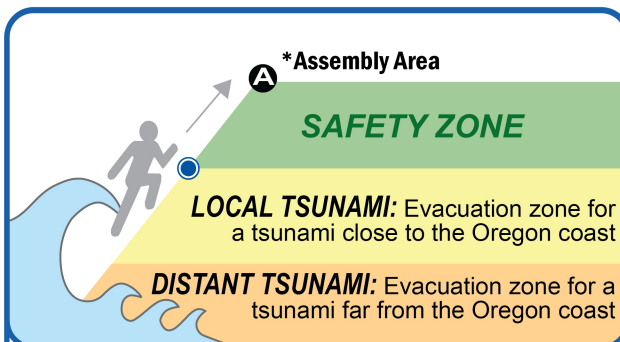 A *Assembly Area
SAFETY ZONE
LOCAL TSUNAMI: Evacuation zone for
a tsunami close to the Oregon coast
DISTANT TSUNAMI: Evacuation zone for a
tsunami far from the Oregon coast